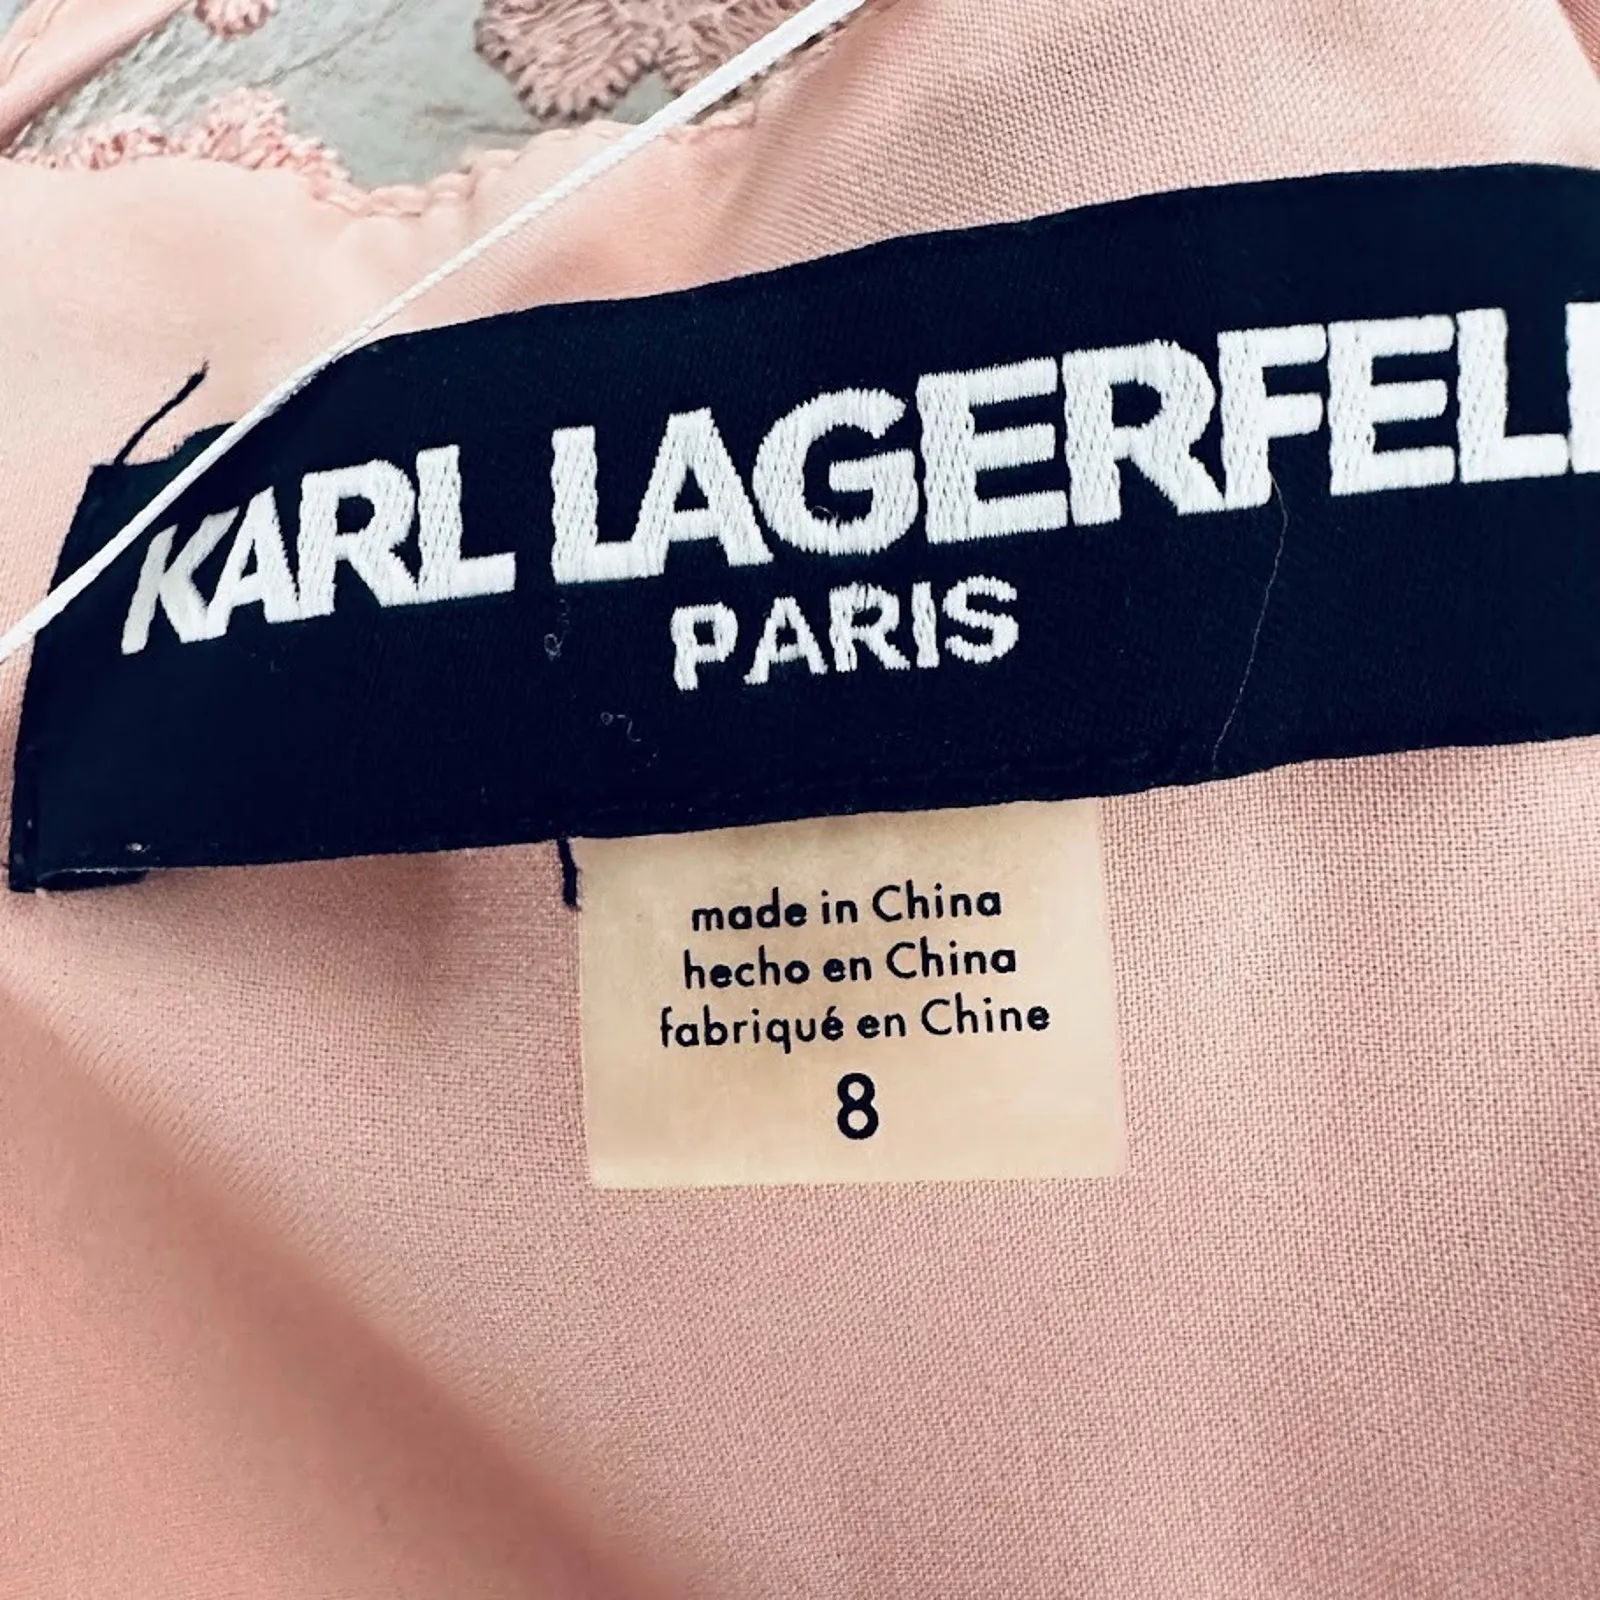 KARL LAGERFEL
PARIS
made in China
hecho en China
fabriqué en Chine
8